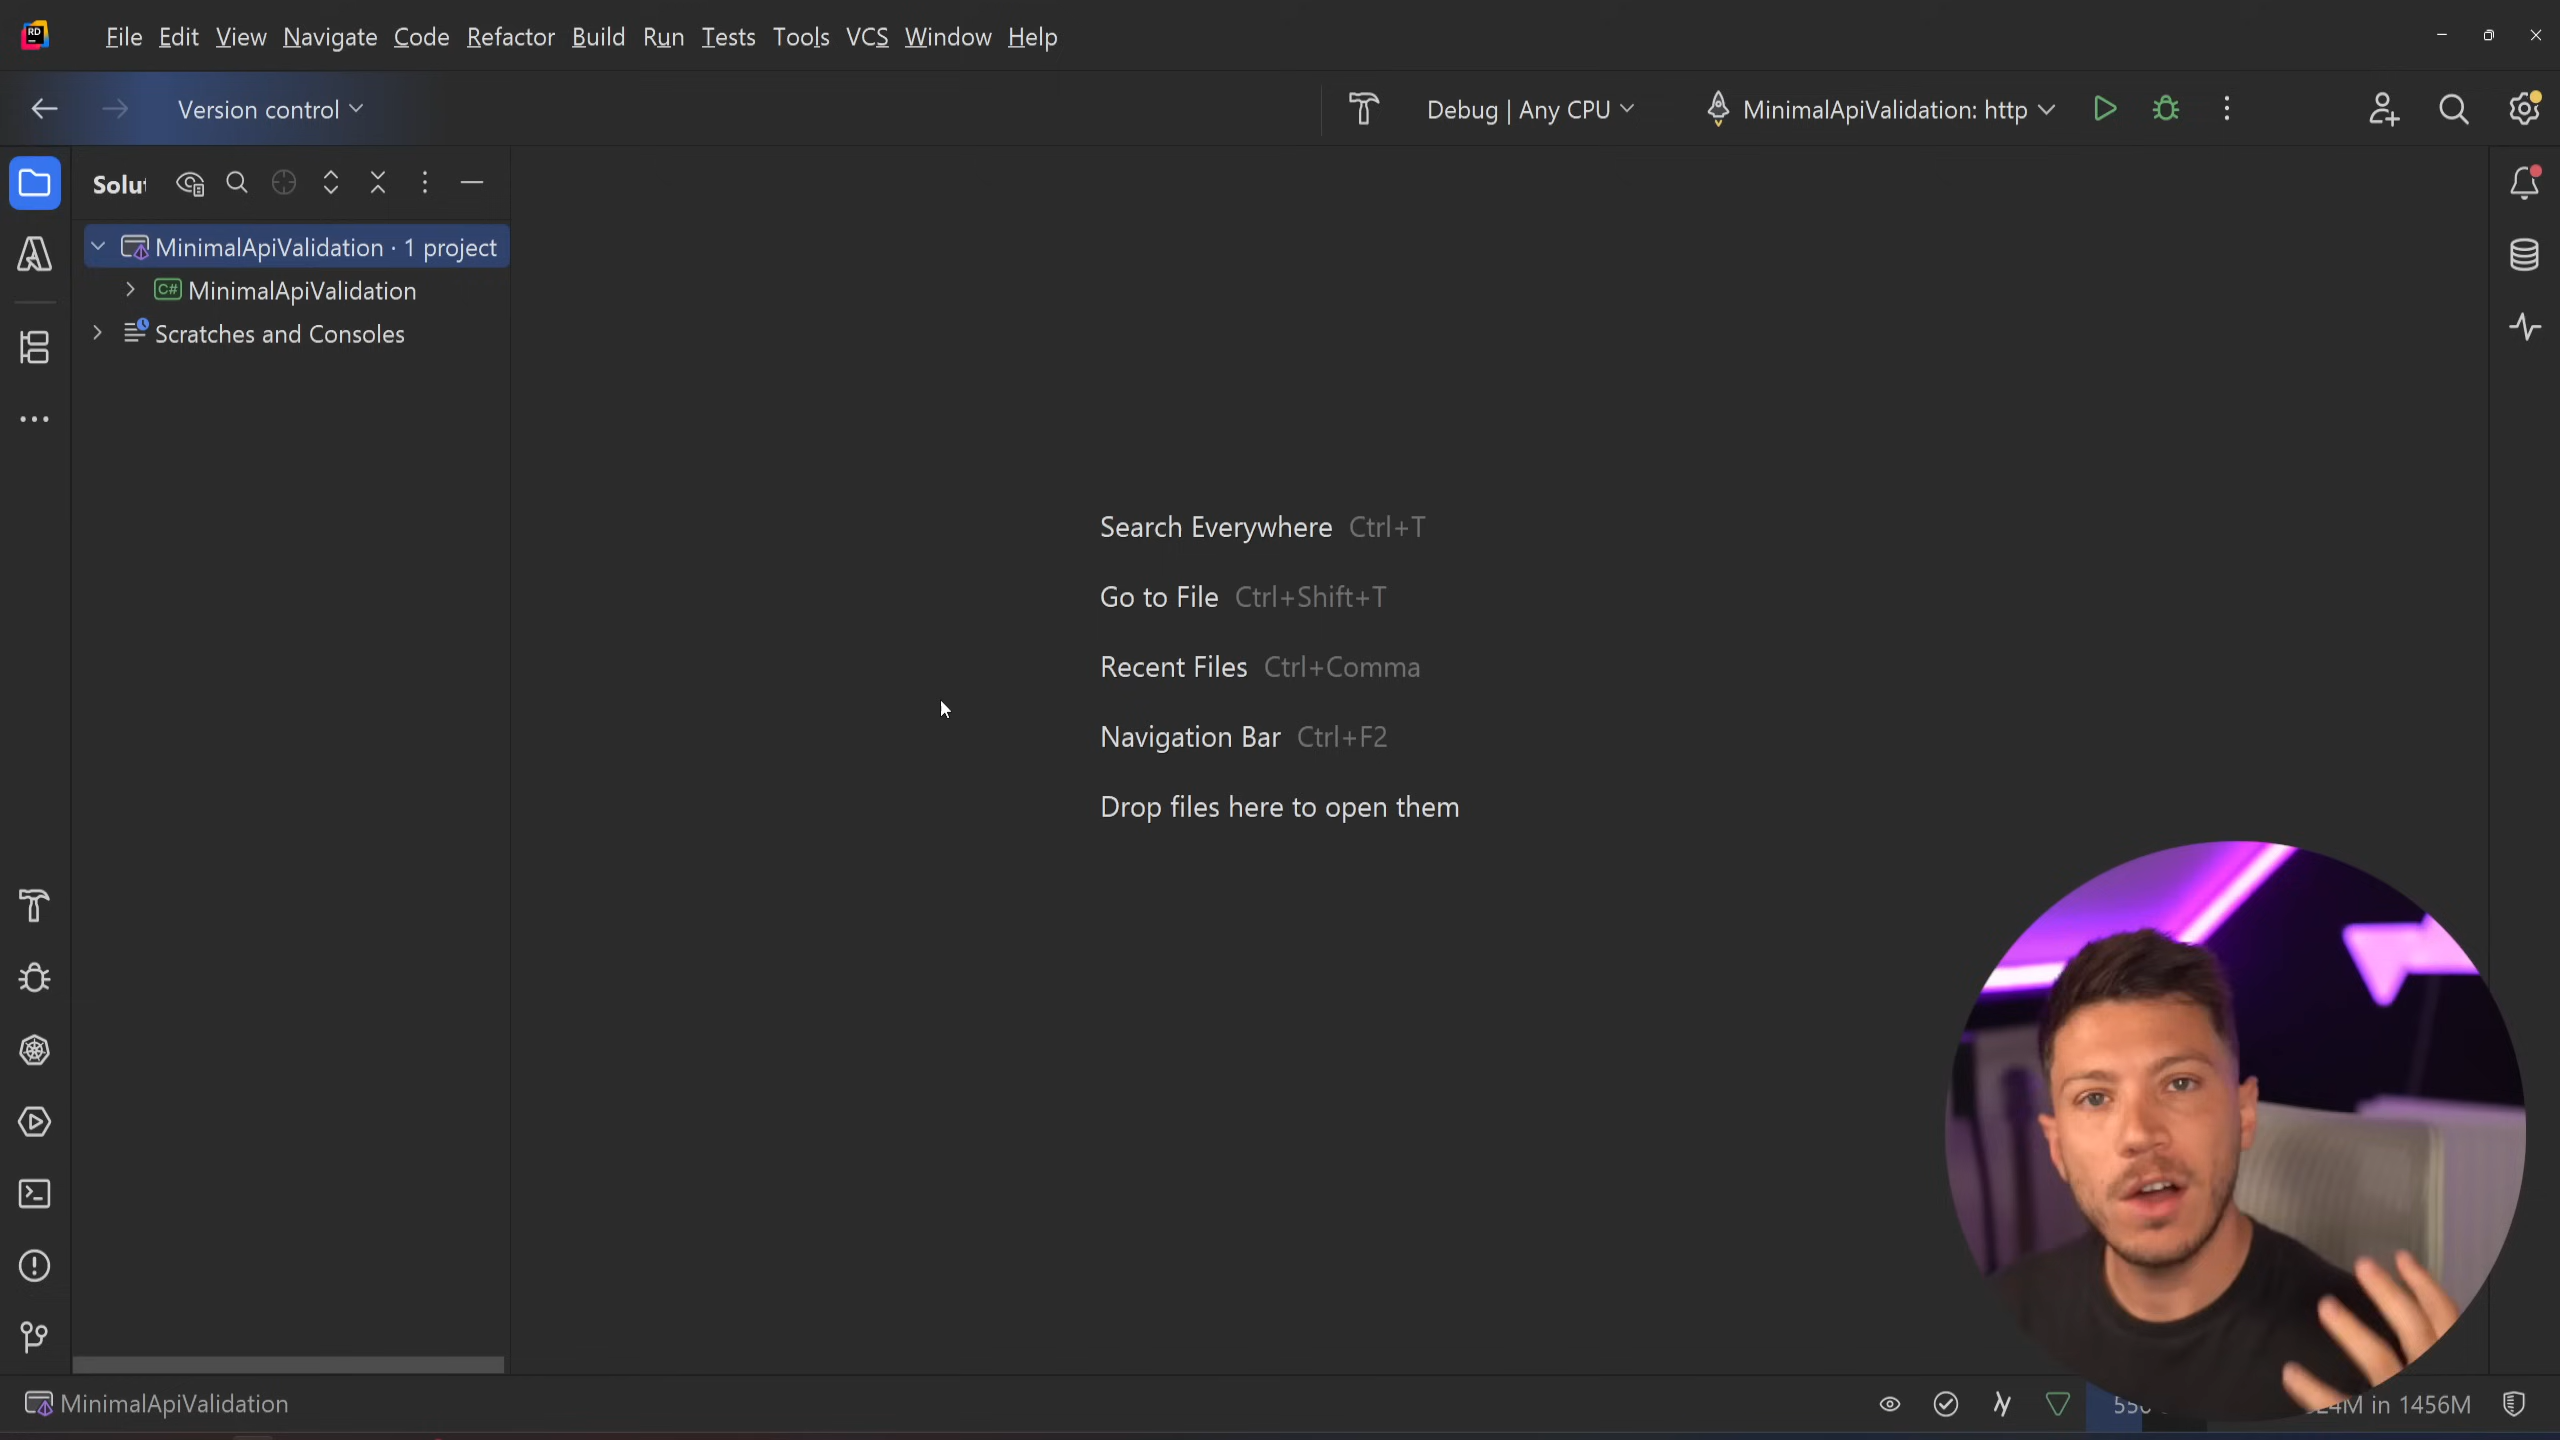 RD
File Edit View Navigate Code Refactor Build Run Tests Tools VCS Window Help
Version control
Debug | Any CPU
MinimalApiValidation: http
Solu
MinimalApiValidation · 1 project
C# MinimalApiValidation
Scratches and Consoles
Search Everywhere Ctrl+T
Go to File Ctrl+Shift+T
Recent Files Ctrl+Comma
Navigation Bar Ctrl+F2
Drop files here to open them
MinimalApiValidation
in 1456M